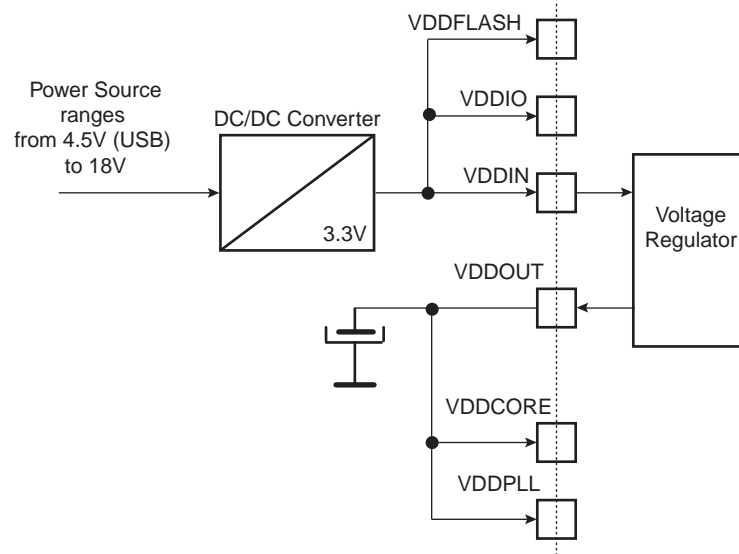 VDDFLASH
Power Source
ranges
from 4.5V (USB)
to 18V
DC/DC Converter
VDDIO
VDDIN
3.3V
Voltage
Regulator
VDDOUT
VDDCORE
VDDPLL